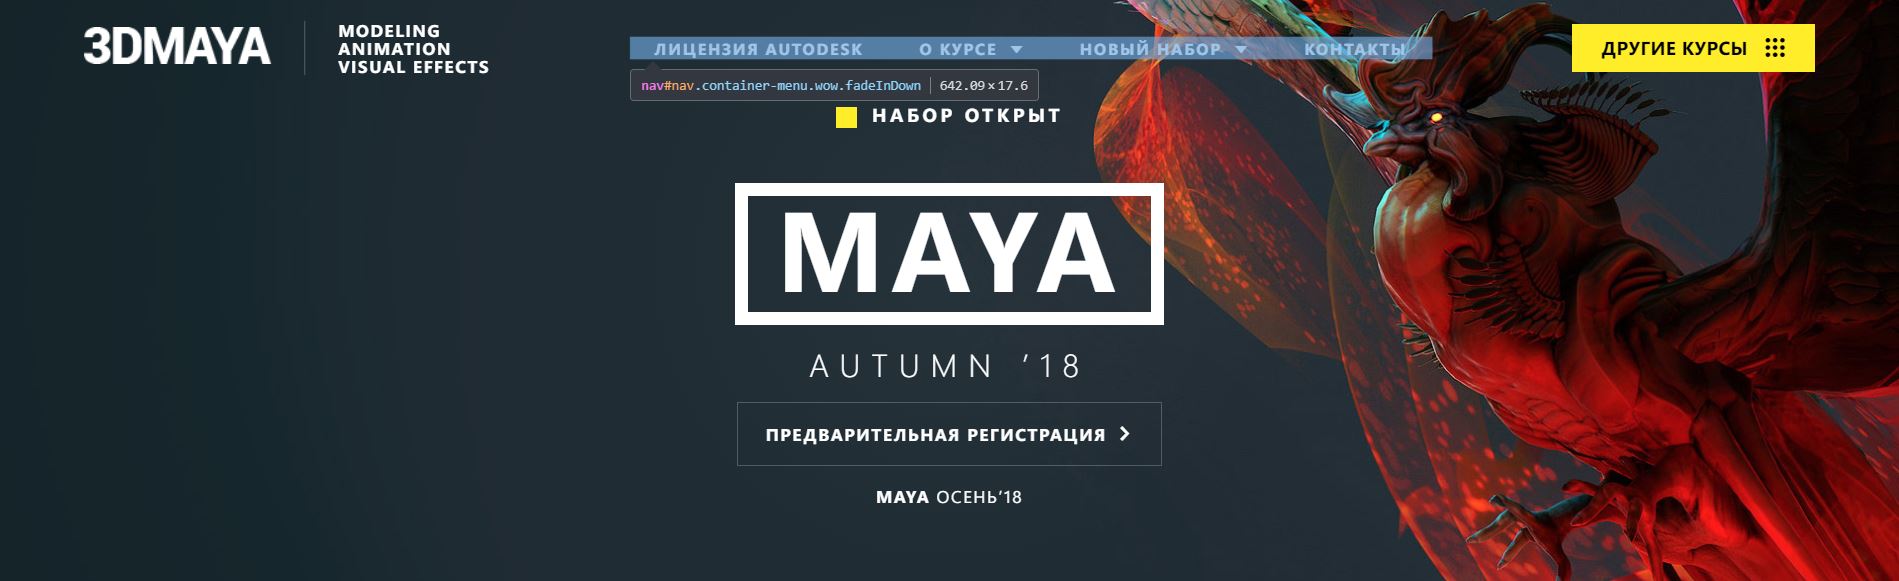 3DMAYA
MODELING
ANIMATION
VISUAL EFFECTS
ЛИЦЕНЗИЯ AUTODESK О КУРСЕ НОВЫЙ НАБОР КОНТАКТЫ
ДРУГИЕ КУРСЫ
nav#nav.container-menu.wow.fadeInDown 642.09×17.6
НАБОР ОТКРЫТ
MAYA
AUTUMN ’18
ПРЕДВАРИТЕЛЬНАЯ РЕГИСТРАЦИЯ
MAYA ОСЕНЬ’18